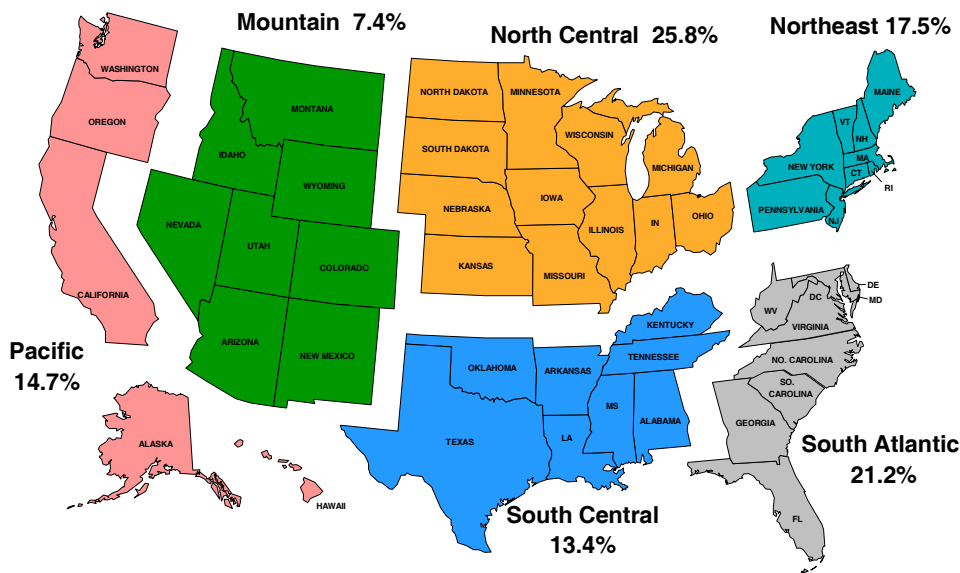 Mountain 7.4%
North Central 25.8%
Northeast 17.5%
WASHINGTON
OREGON
CALIFORNIA
Pacific
14.7%
ALASKA
HAWAII
MONTANA
IDAHO
WYOMING
NEVADA
UTAH
COLORADO
ARIZONA
NEW MEXICO
NORTH DAKOTA
MINNESOTA
SOUTH DAKOTA
WISCONSIN
MICHIGAN
NEBRASKA
IOWA
ILLINOIS
IN
OHIO
KANSAS
MISSOURI
MAINE
VT
NH
NEW YORK
MA
CT
RI
PENNSYLVANIA
NJ
KENTUCKY
TENNESSEE
OKLAHOMA
ARKANSAS
MS
ALABAMA
TEXAS
LA
South Central
13.4%
DE
MD
DC
WV
VIRGINIA
NO. CAROLINA
SO.
CAROLINA
GEORGIA
FL
South Atlantic
21.2%